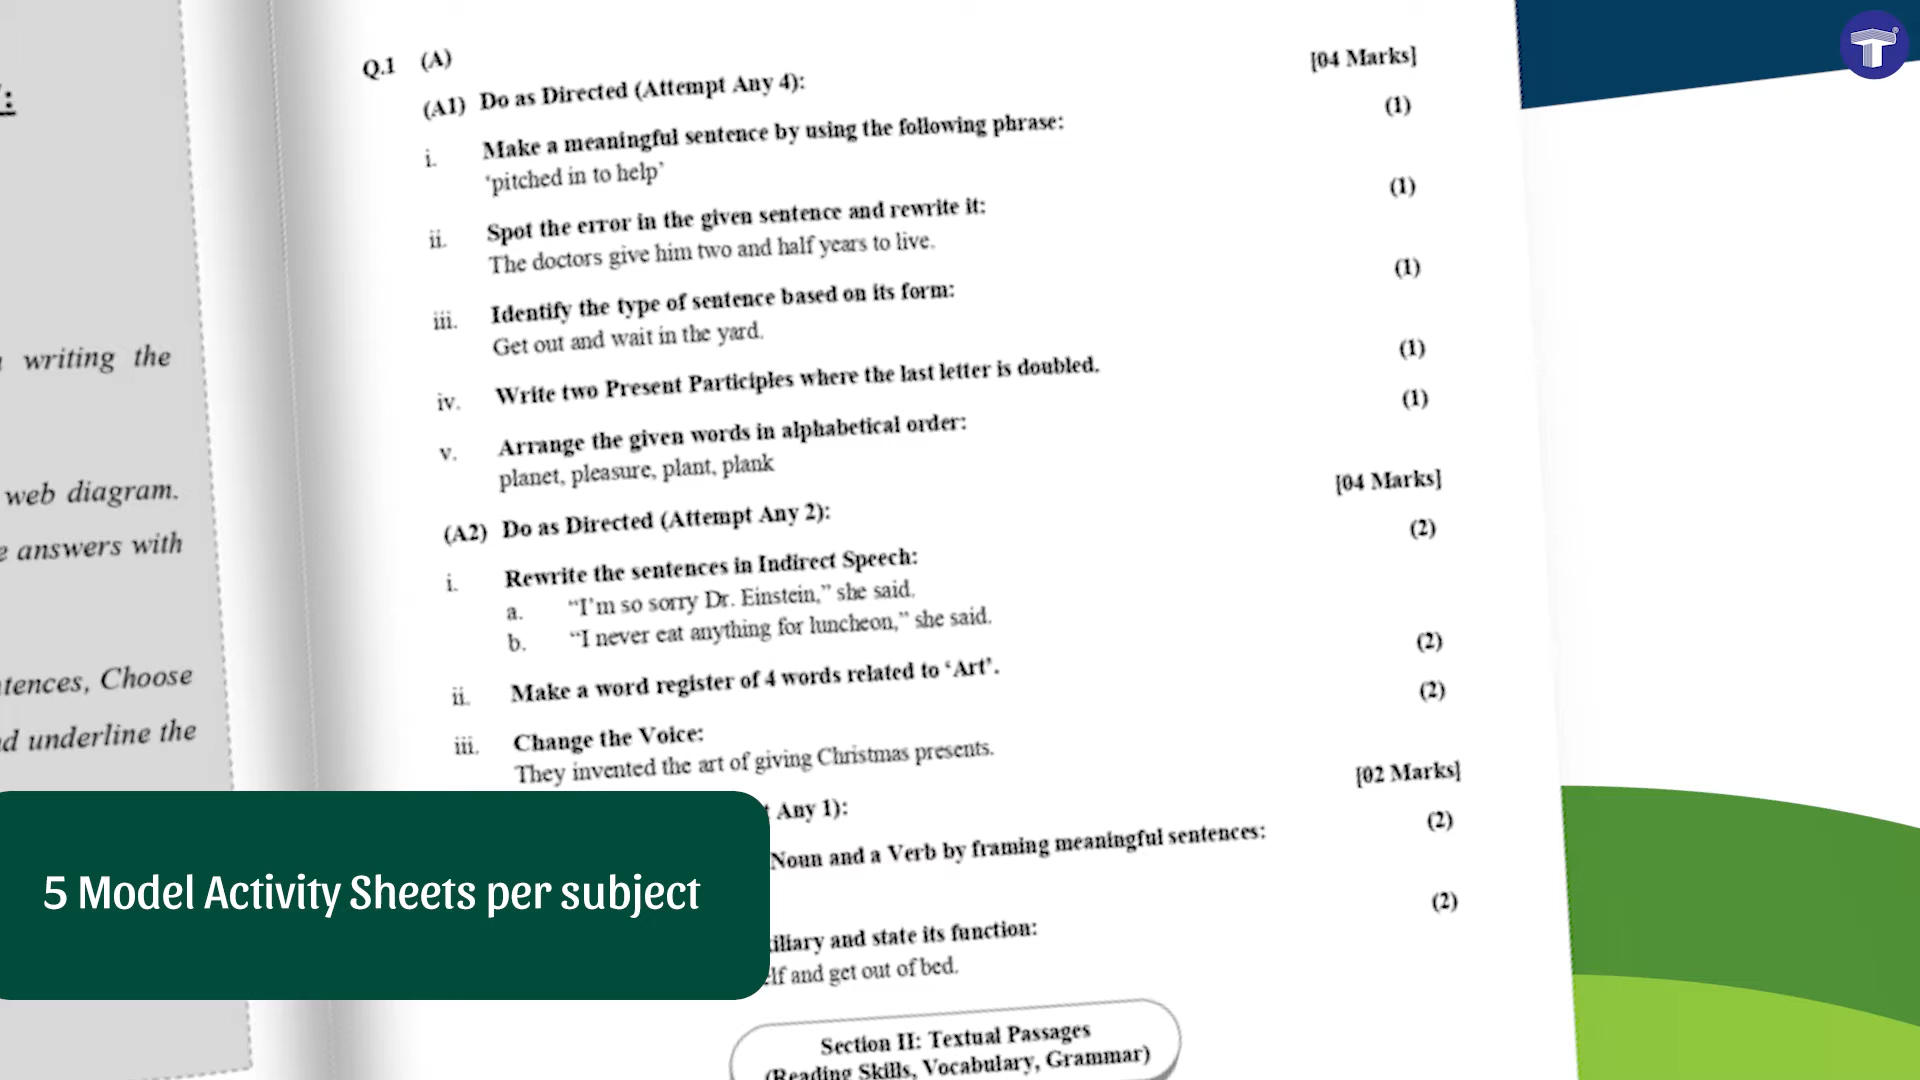 :
writing the
web diagram.
answers with
Choose
underline the
Q.1 (A)
[04 Marks]
(A1) Do as Directed (Attempt Any 4):
(1)
i. Make a meaningful sentence by using the following phrase:
‘pitched in to help’
(1)
ii. Spot the error in the given sentence and rewrite it:
The doctors give him two and half years to live.
(1)
iii. Identify the type of sentence based on its form:
Get out and wait in the yard.
(1)
iv. Write two Present Participles where the last letter is doubled.
(1)
v. Arrange the given words in alphabetical order:
planet, pleasure, plant, plank
[04 Marks]
(A2) Do as Directed (Attempt Any 2):
(2)
i. Rewrite the sentences in Indirect Speech:
a. “I’m so sorry Dr. Einstein,” she said.
b. “I never eat anything for luncheon,” she said.
(2)
ii. Make a word register of 4 words related to ‘Art’.
(2)
iii. Change the Voice:
They invented the art of giving Christmas presents.
[02 Marks]
Any 1):
(2)
Noun and a Verb by framing meaningful sentences:
(2)
and state its function:
and get out of bed.
Section II: Textual Passages
(Reading Skills, Vocabulary, Grammar)
5 Model Activity Sheets per subject
T